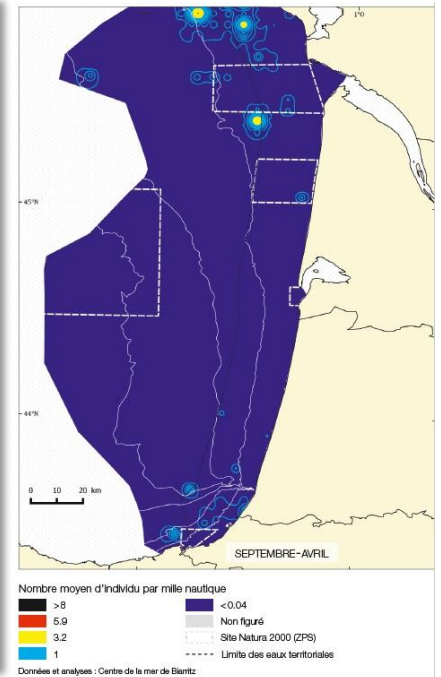 1°0
45°N
44°N
0 10 20 km
SEPTEMBRE-AVRIL
Nombre moyen d'individu par mille nautique
>8
5.9
3.2
1
<0.04
Non figuré
Site Natura 2000 (ZPS)
Limite des eaux territoriales
Données et analyses : Centre de la mer de Biarritz